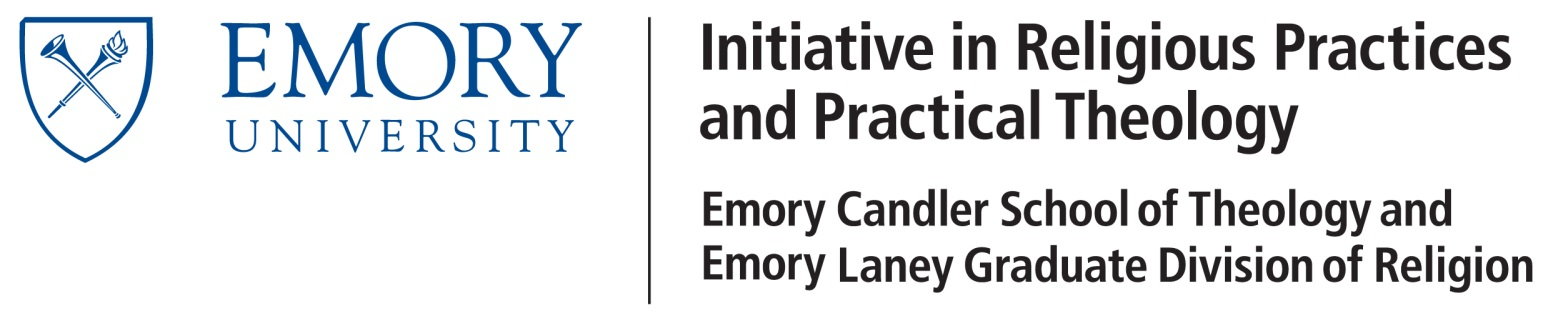 EMORY
UNIVERSITY
Initiative in Religious Practices
and Practical Theology
Emory Candler School of Theology and
Emory Laney Graduate Division of Religion